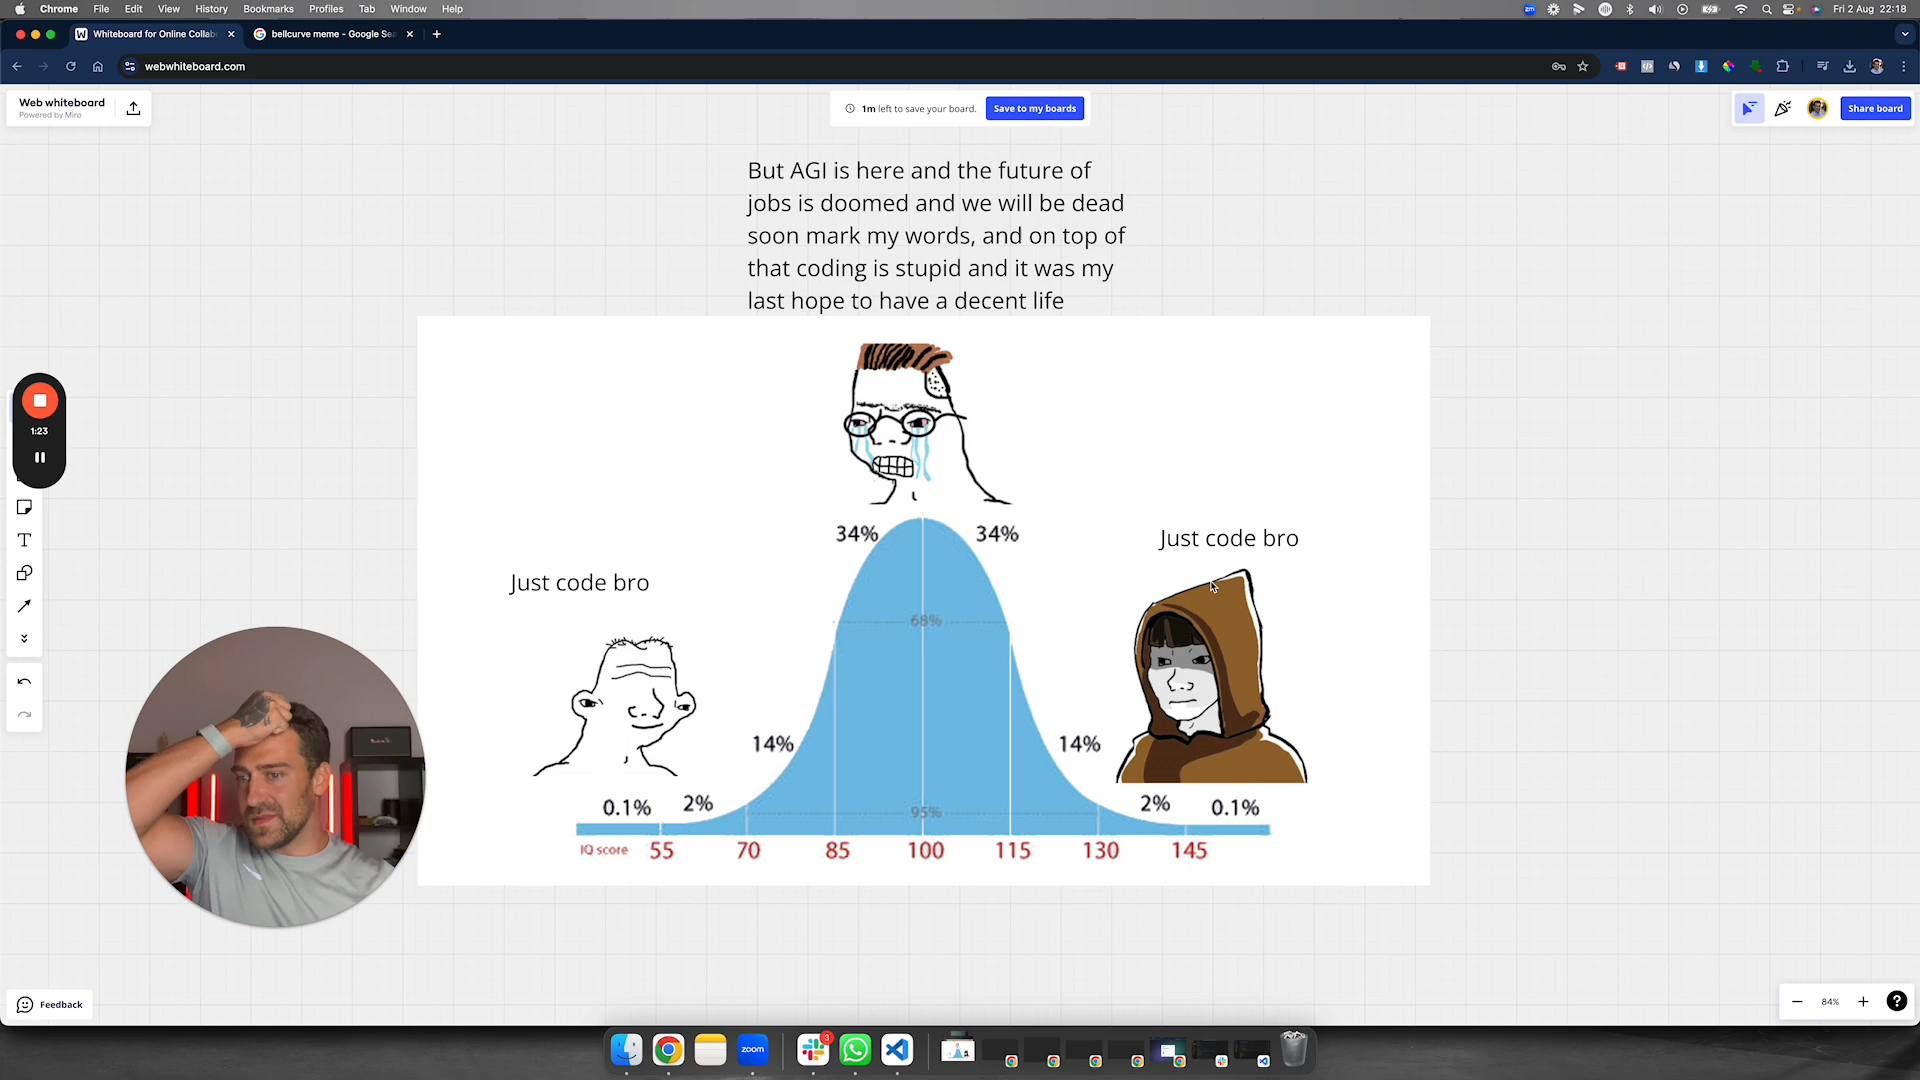 Chrome File Edit View History Bookmarks Profiles Tab Window Help
zm
Fri 2 Aug 22:18
Whiteboard for Online Collab
bellcurve meme - Google Sea
webwhiteboard.com
Web whiteboard
Powered by Miro
1m left to save your board.
Save to my boards
Share board
But AGI is here and the future of
jobs is doomed and we will be dead
soon mark my words, and on top of
that coding is stupid and it was my
last hope to have a decent life
1:23
34%
34%
Just code bro
Just code bro
68%
14%
14%
0.1%
2%
95%
2%
0.1%
IQ score 55 70 85 100 115 130 145
Feedback
84%
zoom
3